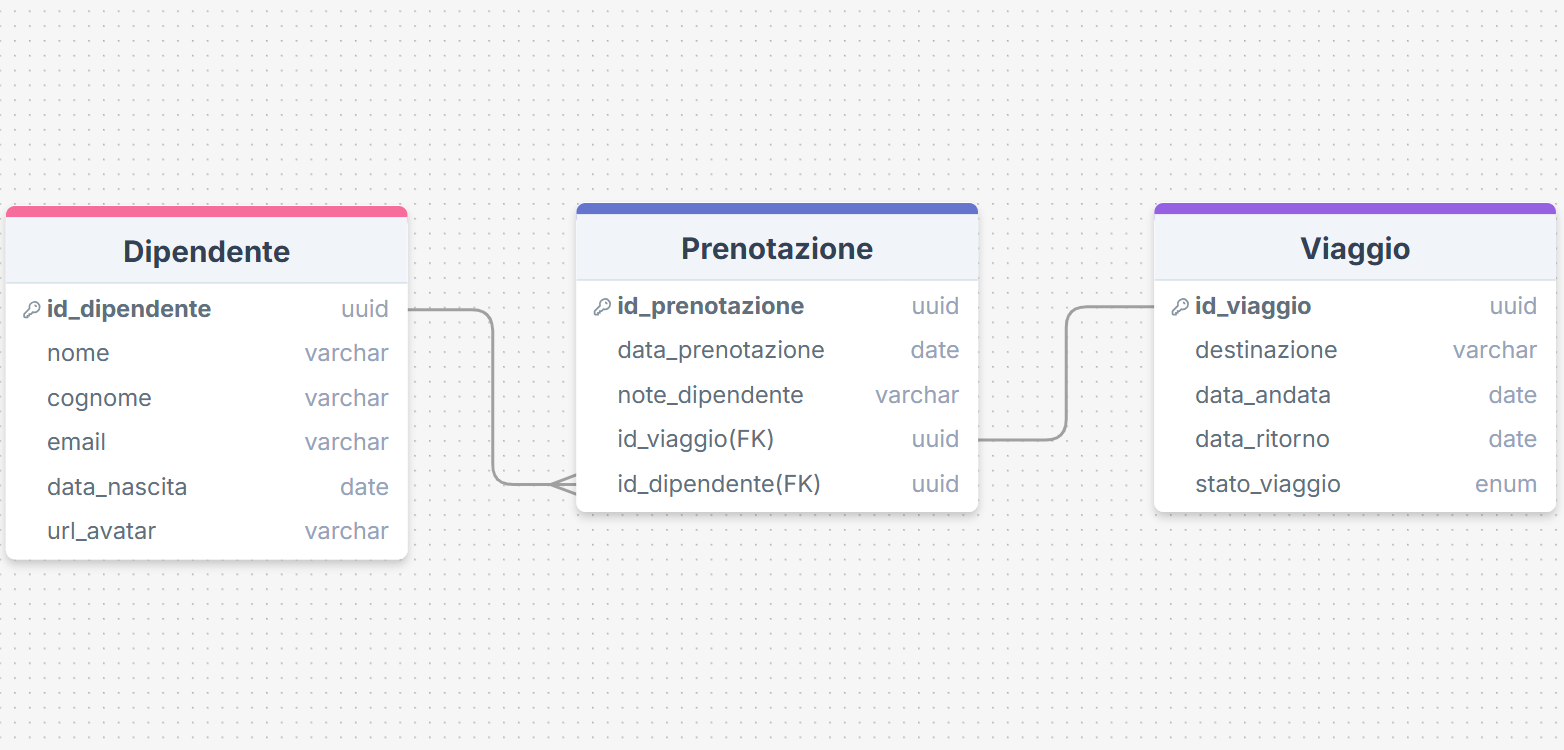 Dipendente
id_dipendente uuid
nome varchar
cognome varchar
email varchar
data_nascita date
url_avatar varchar
Prenotazione
id_prenotazione uuid
data_prenotazione date
note_dipendente varchar
id_viaggio(FK) uuid
id_dipendente(FK) uuid
Viaggio
id_viaggio uuid
destinazione varchar
data_andata date
data_ritorno date
stato_viaggio enum